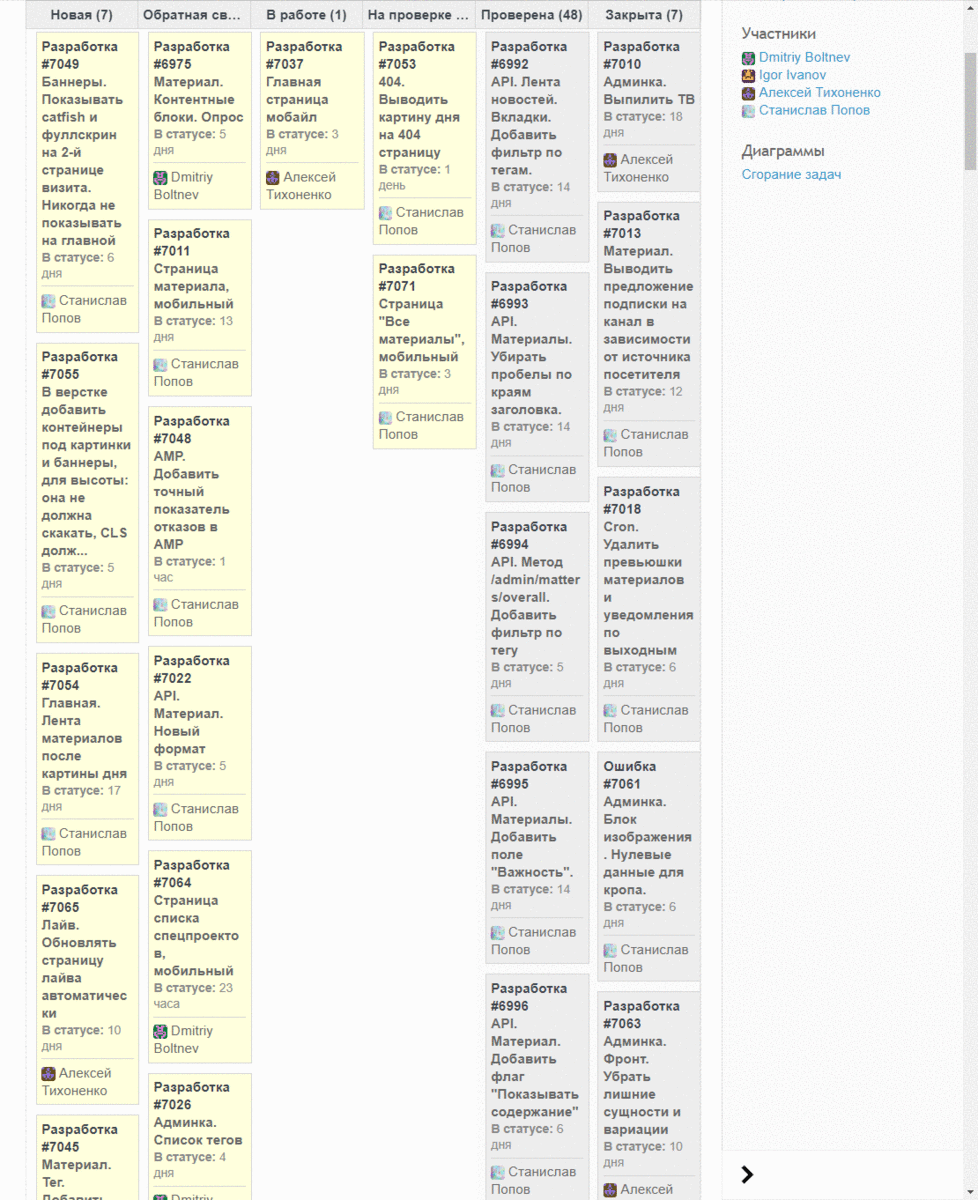 Новая (7)
Обратная св...
В работе (1)
На проверке ...
Проверена (48)
Закрыта (7)
Разработка
#7049
Баннеры.
Показывать
catfish и
фуллскрин
на 2-й
странице
визита.
Никогда не
показывать
на главной
В статусе: 6
дня
Станислав
Попов
Разработка
#7055
В верстке
добавить
контейнеры
под картинки
и баннеры,
для высоты:
она не
должна
скакать, CLS
долж...
В статусе: 5
дня
Станислав
Попов
Разработка
#7054
Главная.
Лента
материалов
после
картины дня
В статусе: 17
дня
Станислав
Попов
Разработка
#7065
Лайв.
Обновлять
страницу
лайва
автоматичес
ки
В статусе: 10
дня
Алексей
Тихоненко
Разработка
#7045
Материал.
Тег.
Добавить
Разработка
#6975
Материал.
Контентные
блоки. Опрос
В статусе: 5
дня
Dmitriy
Boltnev
Разработка
#7011
Страница
материала,
мобильный
В статусе: 13
дня
Станислав
Попов
Разработка
#7048
AMP.
Добавить
точный
показатель
отказов в
AMP
В статусе: 1
час
Станислав
Попов
Разработка
#7022
API.
Материал.
Новый
формат
В статусе: 5
дня
Станислав
Попов
Разработка
#7064
Страница
списка
спецпроекто
в,
мобильный
В статусе: 23
часа
Dmitriy
Boltnev
Разработка
#7026
Админка.
Список тегов
В статусе: 4
дня
Dmitriy
Разработка
#7037
Главная
страница
мобайл
В статусе: 3
дня
Алексей
Тихоненко
Разработка
#7053
404.
Выводить
картину дня
на 404
страницу
В статусе: 1
день
Станислав
Попов
Разработка
#7071
Страница
"Все
материалы",
мобильный
В статусе: 3
дня
Станислав
Попов
Разработка
#6992
API. Лента
новостей.
Вкладки.
Добавить
фильтр по
тегам.
В статусе: 14
дня
Станислав
Попов
Разработка
#6993
API.
Материалы.
Убирать
пробелы по
краям
заголовка.
В статусе: 14
дня
Станислав
Попов
Разработка
#6994
API. Метод
/admin/matter
s/overall.
Добавить
фильтр по
тегу
В статусе: 5
дня
Станислав
Попов
Разработка
#6995
API.
Материалы.
Добавить
поле
"Важность".
В статусе: 14
дня
Станислав
Попов
Разработка
#6996
API.
Материал.
Добавить
флаг
"Показывать
содержание"
В статусе: 6
дня
Станислав
Попов
Разработка
#7010
Админка.
Выпилить ТВ
В статусе: 18
дня
Алексей
Тихоненко
Разработка
#7013
Материал.
Выводить
предложение
подписки на
канал в
зависимости
от источника
посетителя
В статусе: 12
дня
Станислав
Попов
Разработка
#7018
Cron.
Удалить
превьюшки
материалов
и
уведомления
по
выходным
В статусе: 6
дня
Станислав
Попов
Ошибка
#7061
Админка.
Блок
изображения
. Нулевые
данные для
кропа.
В статусе: 6
дня
Станислав
Попов
Разработка
#7063
Админка.
Фронт.
Убрать
лишние
сущности и
вариации
В статусе: 10
дня
Алексей
Участники
Dmitriy Boltnev
Igor Ivanov
Алексей Тихоненко
Станислав Попов
Диаграммы
Сгорание задач